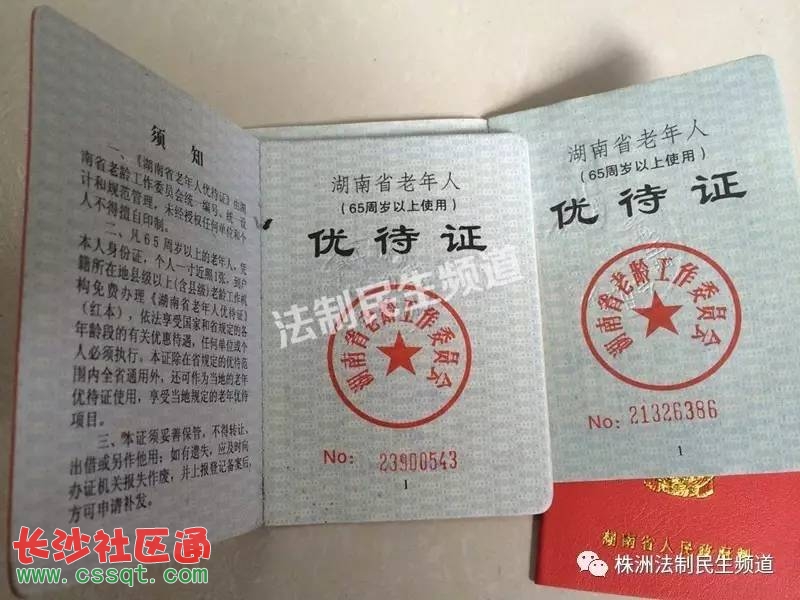 须 知
一、《湖南省老年人优待证》由湖
南省老龄工作委员会统一编号、统一设
计和规范管理,未经授权任何单位和个
人不得擅自印制。
二、凡65周岁以上的老年人,凭
本人身份证,个人一寸近照1张,到户
籍所在地县级以上(含县级)老龄工作机
构免费办理《湖南省老年人优待证》
(红本),依法享受国家和省规定的各
年龄段的有关优惠待遇,任何单位或个
人必须执行。本证除在省规定的优待范
围内全省通用外,还可作为当地的老年
优待证使用,享受当地规定的老年优待
项目。
三、本证须妥善保管,不得转让、
出借或另作他用;如有遗失,应及时向
办证机关报失作废,并上报登记备案后,
方可申请补发。
湖南省老年人
(65周岁以上使用)
优待证
湖南省老龄工作委员会
No: 23900543
1
湖南省老年人
(65周岁以上使用)
优待证
湖南省老龄工作委员会
No: 21326386
1
湖南省人民政府制
法制民生频道
长沙社区通
www.cssqt.com
株洲法制民生频道